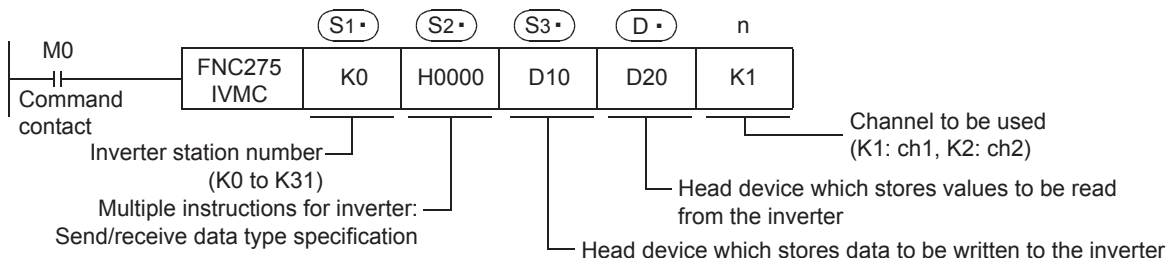 S1・ S2・ S3・ D・ n
M0
FNC275
IVMC
K0 H0000 D10 D20 K1
Command
contact
Channel to be used
(K1: ch1, K2: ch2)
Inverter station number
(K0 to K31)
Head device which stores values to be read
from the inverter
Multiple instructions for inverter:
Send/receive data type specification
Head device which stores data to be written to the inverter